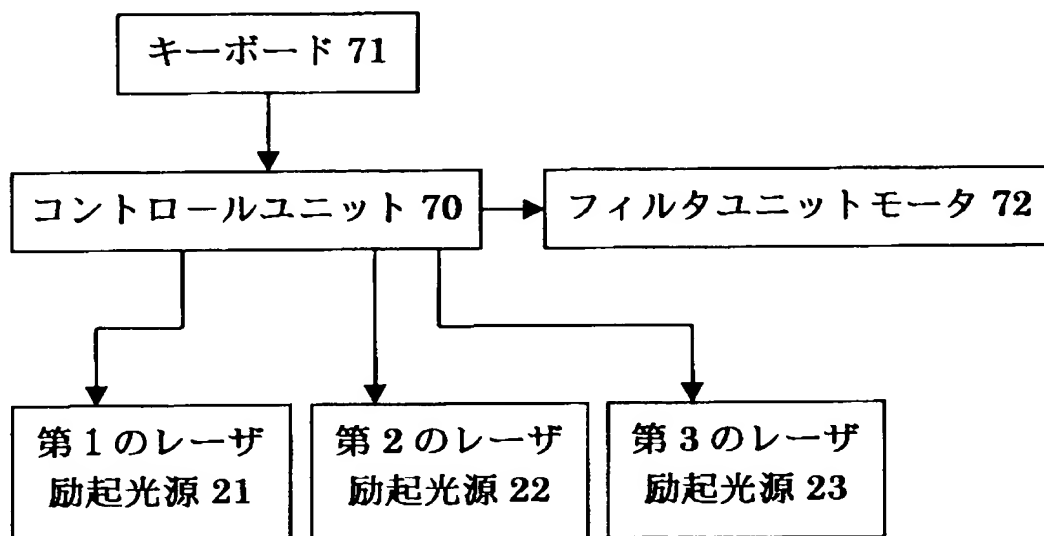 キーボード 71
コントロールユニット 70
フィルタユニットモータ 72
第1のレーザ
励起光源 21
第2のレーザ
励起光源 22
第3のレーザ
励起光源 23